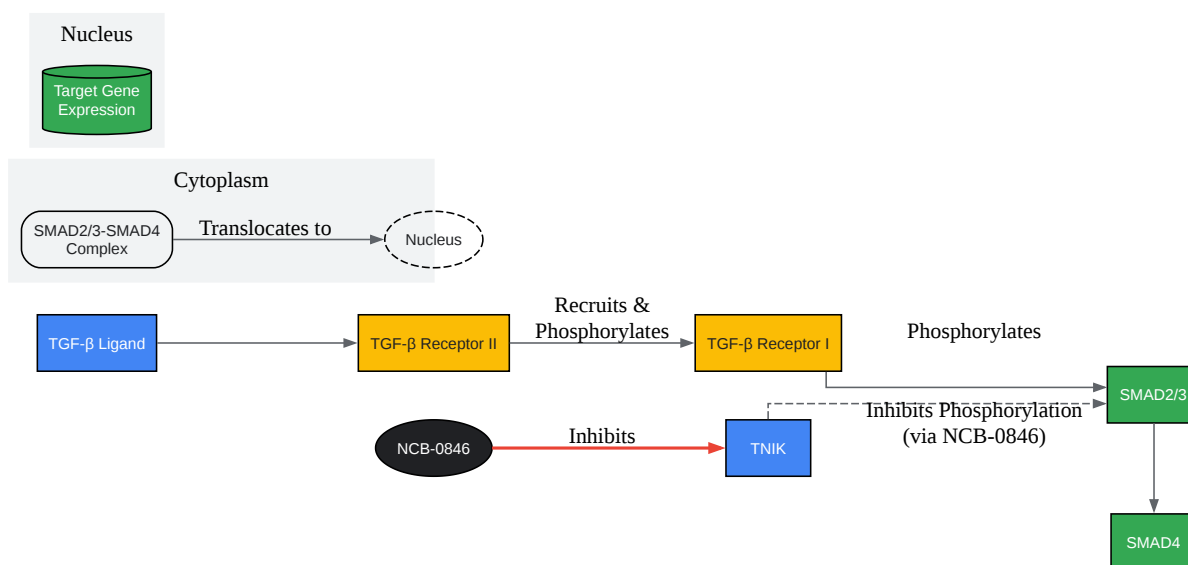 Nucleus
Target Gene
Expression
Cytoplasm
SMAD2/3-SMAD4
Complex
Translocates to
Nucleus
TGF-β Ligand
TGF-β Receptor II
Recruits &
Phosphorylates
TGF-β Receptor I
Phosphorylates
SMAD2/3
NCB-0846
Inhibits
TNIK
Inhibits Phosphorylation
(via NCB-0846)
SMAD4